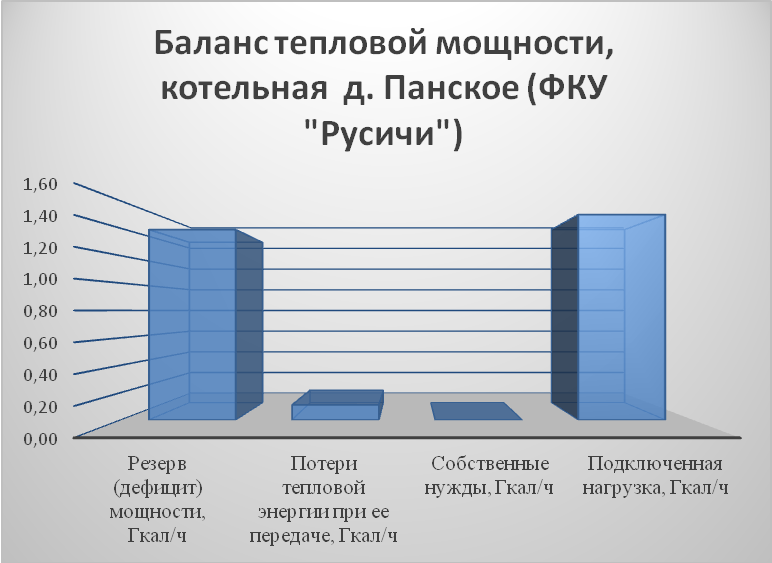 Баланс тепловой мощности,
котельная д. Панское (ФКУ
"Русичи")
1,60
1,40
1,20
1,00
0,80
0,60
0,40
0,20
0,00
Резерв
(дефицит)
мощности,
Гкал/ч
Потери
тепловой
энергии при ее
передаче, Гкал/ч
Собственные
нужды, Гкал/ч
Подключенная
нагрузка, Гкал/ч